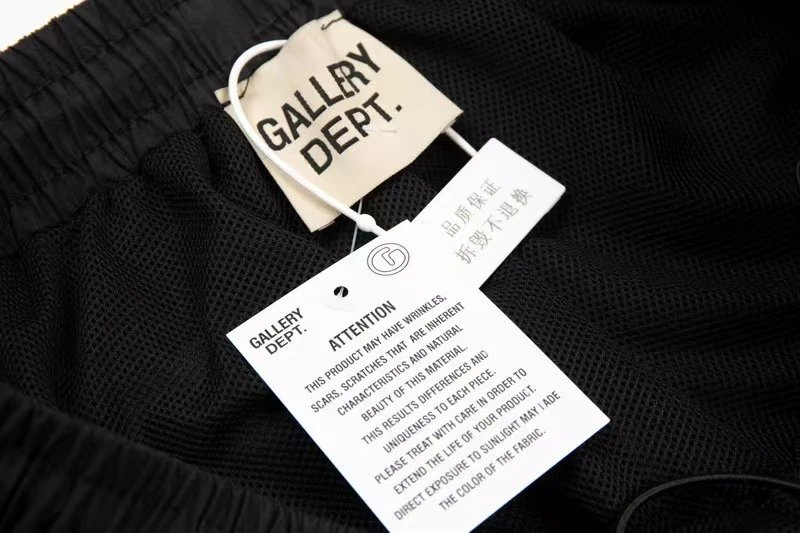 GALLERY
DEPT.
品质保证
拆毁不退换
G
GALLERY
DEPT.
ATTENTION
THIS PRODUCT MAY HAVE WRINKLES,
SCARS, SCRATCHES THAT ARE INHERENT
CHARACTERISTICS AND NATURAL
BEAUTY OF THIS MATERIAL.
THIS RESULTS DIFFERENCES AND
UNIQUENESS TO EACH PIECE.
PLEASE TREAT WITH CARE IN ORDER TO
EXTEND THE LIFE OF YOUR PRODUCT.
DIRECT EXPOSURE TO SUNLIGHT MAY I ADE
THE COLOR OF THE FABRIC.